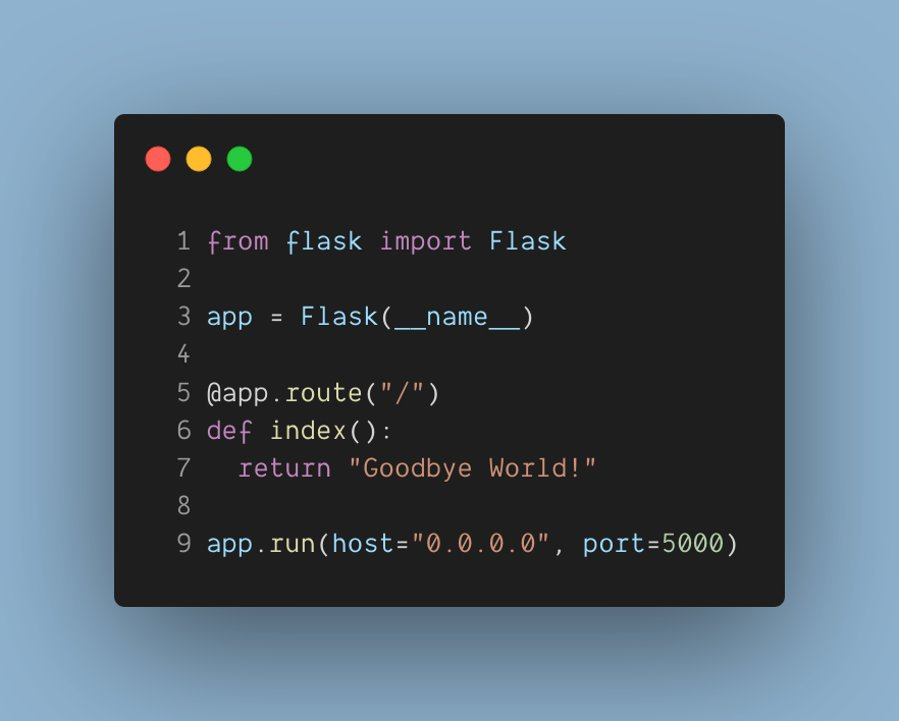 1 from flask import Flask
2
3 app = Flask(__name__)
4
5 @app.route("/")
6 def index():
7   return "Goodbye World!"
8
9 app.run(host="0.0.0.0", port=5000)